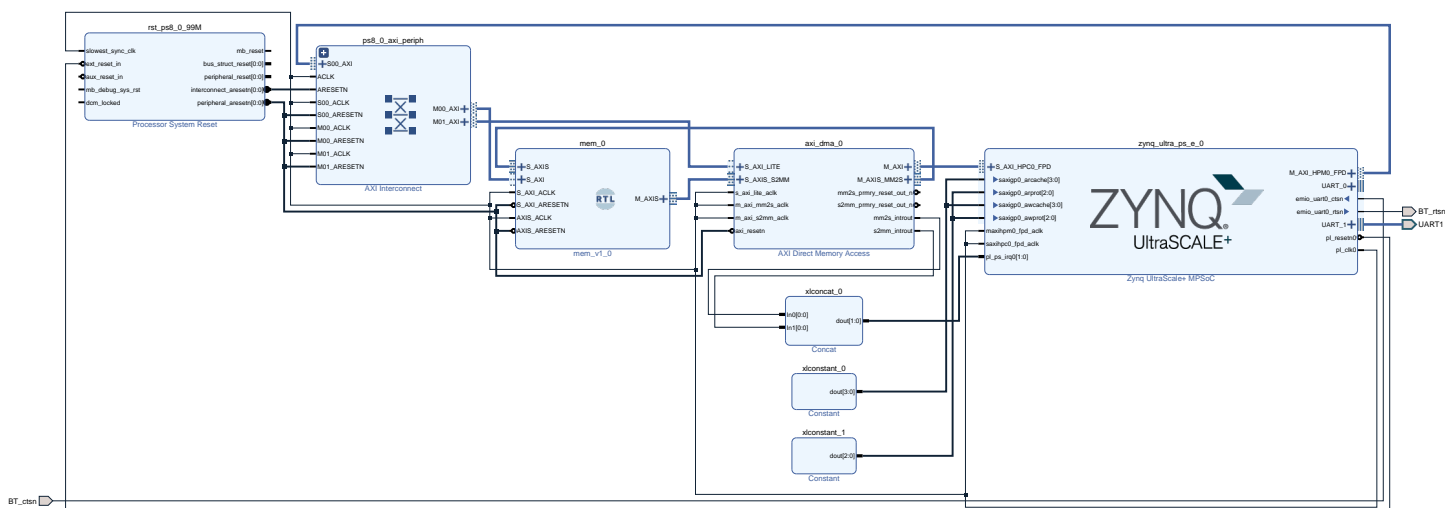 rst_ps8_0_99M
slowest_sync_clk
ext_reset_in
aux_reset_in
mb_debug_sys_rst
dcm_locked
mb_reset
bus_struct_reset[0:0]
peripheral_reset[0:0]
interconnect_aresetn[0:0]
peripheral_aresetn[0:0]
Processor System Reset
ps8_0_axi_periph
S00_AXI
ACLK
ARESETN
S00_ACLK
S00_ARESETN
M00_ACLK
M00_ARESETN
M01_ACLK
M01_ARESETN
M00_AXI
M01_AXI
AXI Interconnect
mem_0
S_AXIS
S_AXI
S_AXI_ACLK
S_AXI_ARESETN
AXIS_ACLK
AXIS_ARESETN
RTL
M_AXIS
mem_v1_0
axi_dma_0
S_AXI_LITE
S_AXIS_S2MM
s_axi_lite_aclk
m_axi_mm2s_aclk
m_axi_s2mm_aclk
axi_resetn
M_AXI
M_AXIS_MM2S
mm2s_prmry_reset_out_n
s2mm_prmry_reset_out_n
mm2s_introut
s2mm_introut
AXI Direct Memory Access
zynq_ultra_ps_e_0
S_AXI_HPC0_FPD
saxigp0_arcache[3:0]
saxigp0_arprot[2:0]
saxigp0_awcache[3:0]
saxigp0_awprot[2:0]
maxihpm0_fpd_aclk
saxihpc0_fpd_aclk
pl_ps_irq0[1:0]
ZYNQ
UltraSCALE+
M_AXI_HPM0_FPD
UART_0
emio_uart0_ctsn
emio_uart0_rtsn
UART_1
pl_resetn0
pl_clk0
Zynq UltraScale+ MPSoC
BT_rtsn
UART1
xlconcat_0
In0[0:0]
In1[0:0]
dout[1:0]
Concat
xlconstant_0
dout[3:0]
Constant
xlconstant_1
dout[2:0]
Constant
BT_ctsn